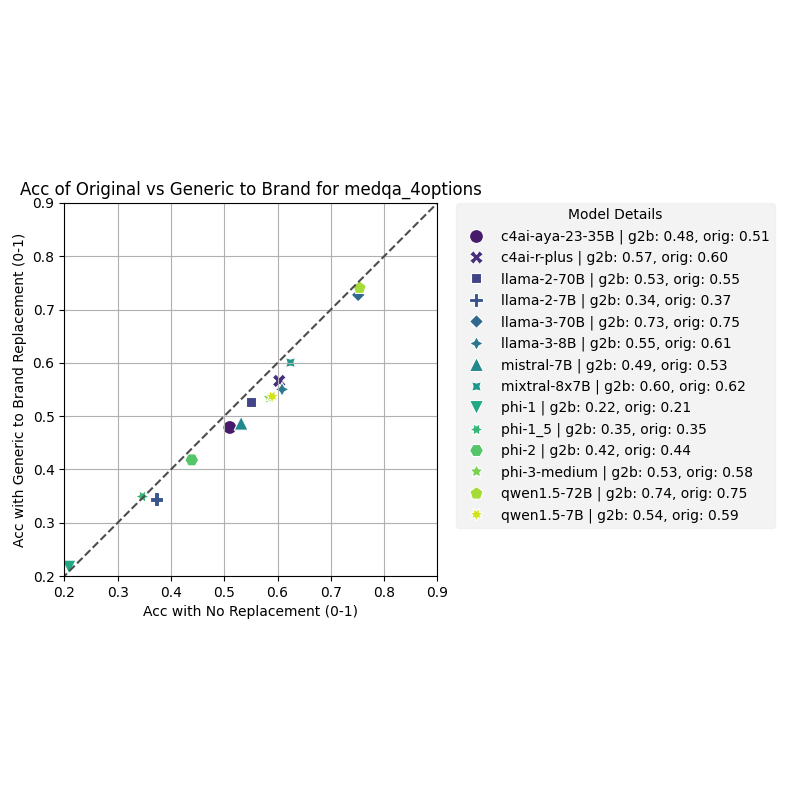 Acc of Original vs Generic to Brand for medqa_4options
Acc with Generic to Brand Replacement (0-1)
0.9
0.8
0.7
0.6
0.5
0.4
0.3
0.2
0.2 0.3 0.4 0.5 0.6 0.7 0.8 0.9
Acc with No Replacement (0-1)
Model Details
c4ai-aya-23-35B | g2b: 0.48, orig: 0.51
c4ai-r-plus | g2b: 0.57, orig: 0.60
llama-2-70B | g2b: 0.53, orig: 0.55
llama-2-7B | g2b: 0.34, orig: 0.37
llama-3-70B | g2b: 0.73, orig: 0.75
llama-3-8B | g2b: 0.55, orig: 0.61
mistral-7B | g2b: 0.49, orig: 0.53
mixtral-8x7B | g2b: 0.60, orig: 0.62
phi-1 | g2b: 0.22, orig: 0.21
phi-1_5 | g2b: 0.35, orig: 0.35
phi-2 | g2b: 0.42, orig: 0.44
phi-3-medium | g2b: 0.53, orig: 0.58
qwen1.5-72B | g2b: 0.74, orig: 0.75
qwen1.5-7B | g2b: 0.54, orig: 0.59